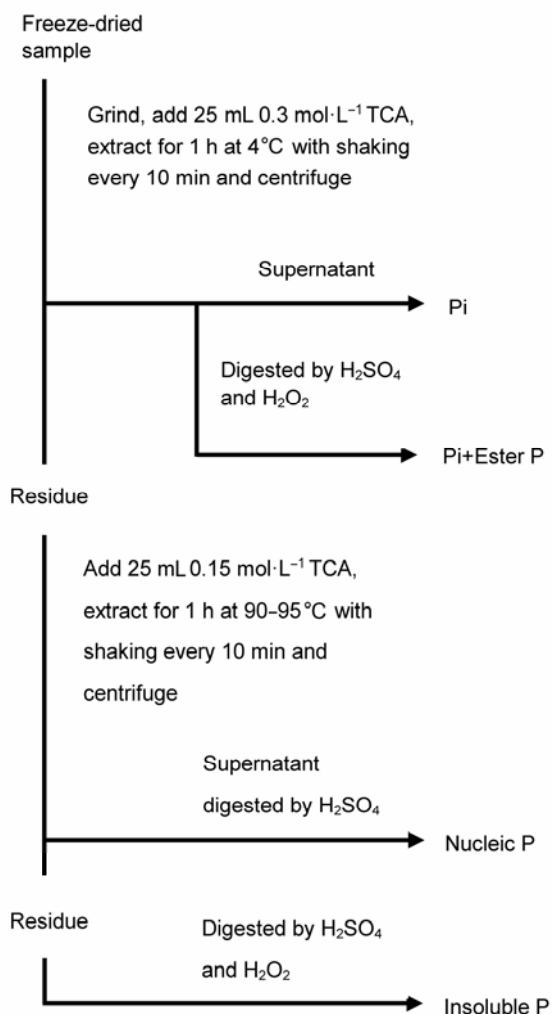 Freeze-dried
sample
Grind, add 25 mL 0.3 mol·L⁻¹ TCA,
extract for 1 h at 4°C with shaking
every 10 min and centrifuge
Supernatant
Pi
Digested by H₂SO₄
and H₂O₂
Pi+Ester P
Residue
Add 25 mL 0.15 mol·L⁻¹ TCA,
extract for 1 h at 90–95°C with
shaking every 10 min and
centrifuge
Supernatant
digested by H₂SO₄
Nucleic P
Residue
Digested by H₂SO₄
and H₂O₂
Insoluble P